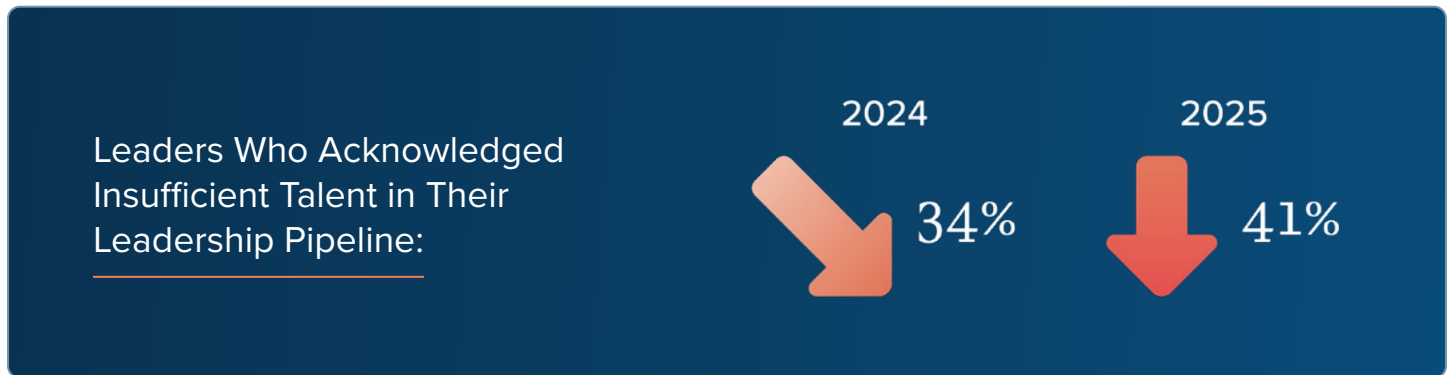 Leaders Who Acknowledged
Insufficient Talent in Their
Leadership Pipeline:
2024
34%
2025
41%